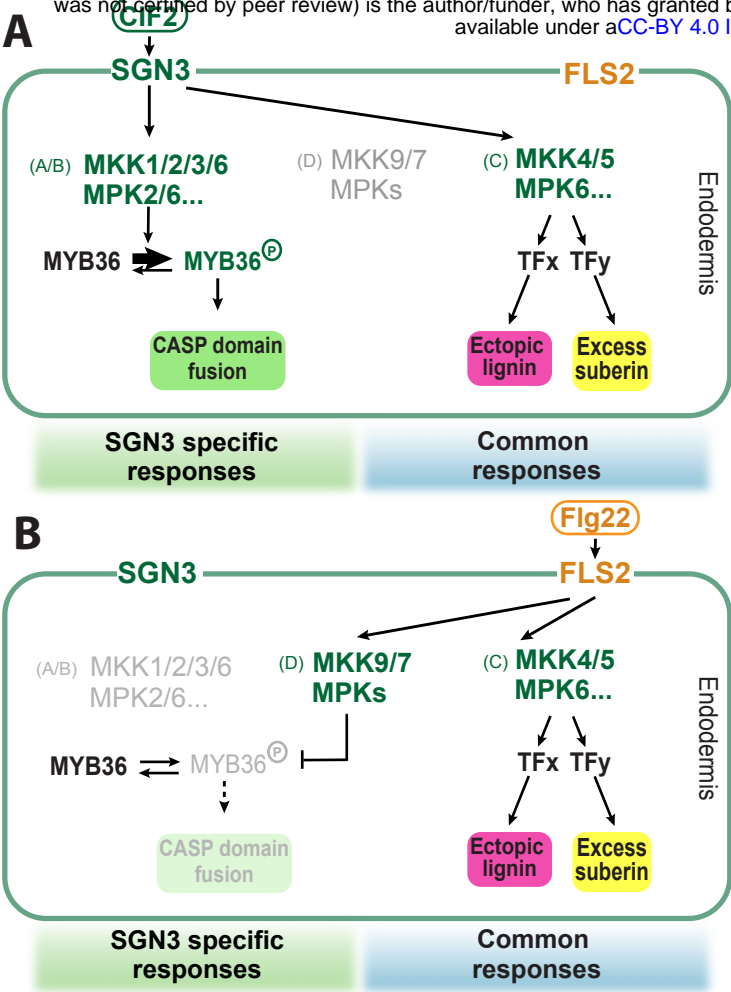 was not certified by peer review) is the author/funder, who has granted b
available under aCC-BY 4.0 I
A
CIF2
SGN3
FLS2
(A/B) MKK1/2/3/6
MPK2/6...
(D) MKK9/7
MPKs
(C) MKK4/5
MPK6...
Endodermis
MYB36
MYB36 P
TFx TFy
CASP domain
fusion
Ectopic
lignin
Excess
suberin
SGN3 specific
responses
Common
responses
B
Flg22
SGN3
FLS2
(A/B) MKK1/2/3/6
MPK2/6...
(D) MKK9/7
MPKs
(C) MKK4/5
MPK6...
Endodermis
MYB36
MYB36 P
TFx TFy
CASP domain
fusion
Ectopic
lignin
Excess
suberin
SGN3 specific
responses
Common
responses